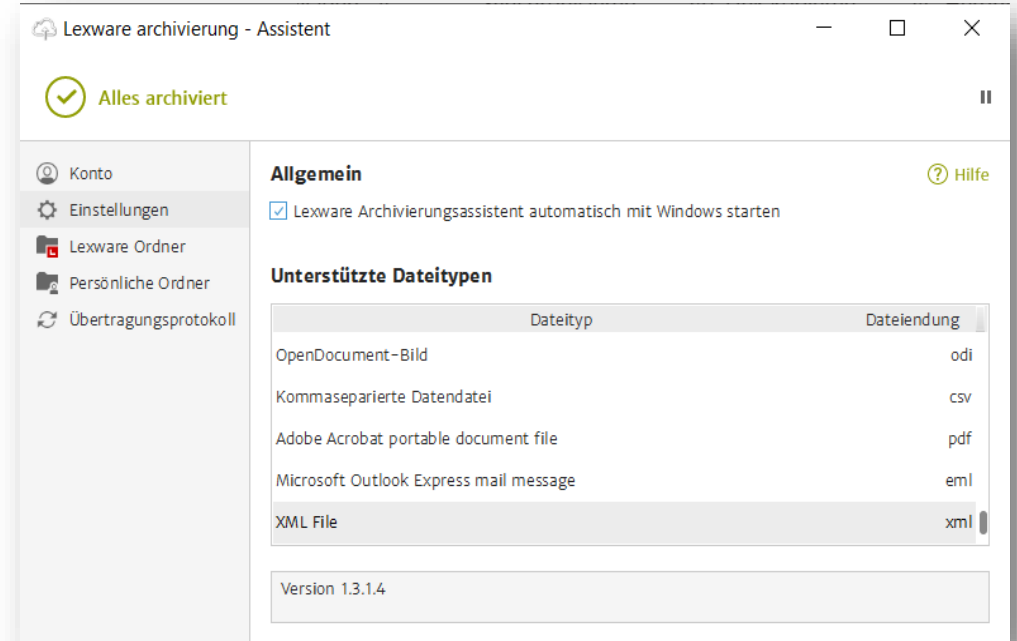 Lexware archivierung - Assistent
Alles archiviert
Konto
Einstellungen
Lexware Ordner
Persönliche Ordner
Übertragungsprotokoll
Allgemein
Hilfe
Lexware Archivierungsassistent automatisch mit Windows starten
Unterstützte Dateitypen
Dateityp Dateiendung
OpenDocument-Bild odi
Kommaseparierte Datendatei csv
Adobe Acrobat portable document file pdf
Microsoft Outlook Express mail message eml
XML File xml
Version 1.3.1.4